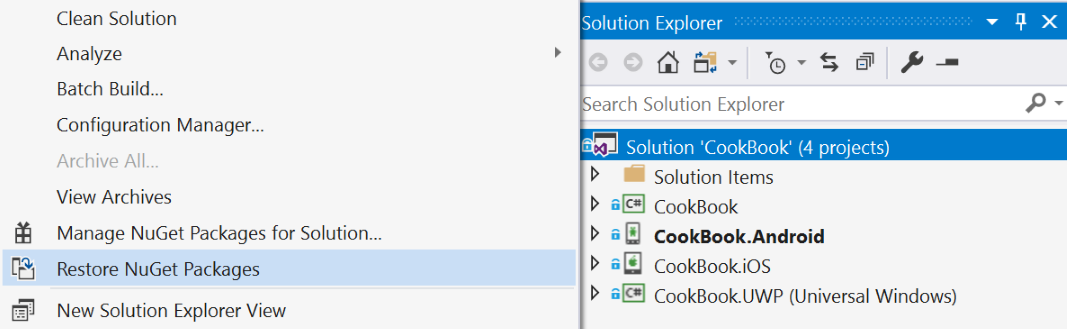 Clean Solution
Analyze
Batch Build...
Configuration Manager...
Archive All...
View Archives
Manage NuGet Packages for Solution...
Restore NuGet Packages
New Solution Explorer View
Solution Explorer
Search Solution Explorer
Solution 'CookBook' (4 projects)
Solution Items
C# CookBook
CookBook.Android
CookBook.iOS
C# CookBook.UWP (Universal Windows)